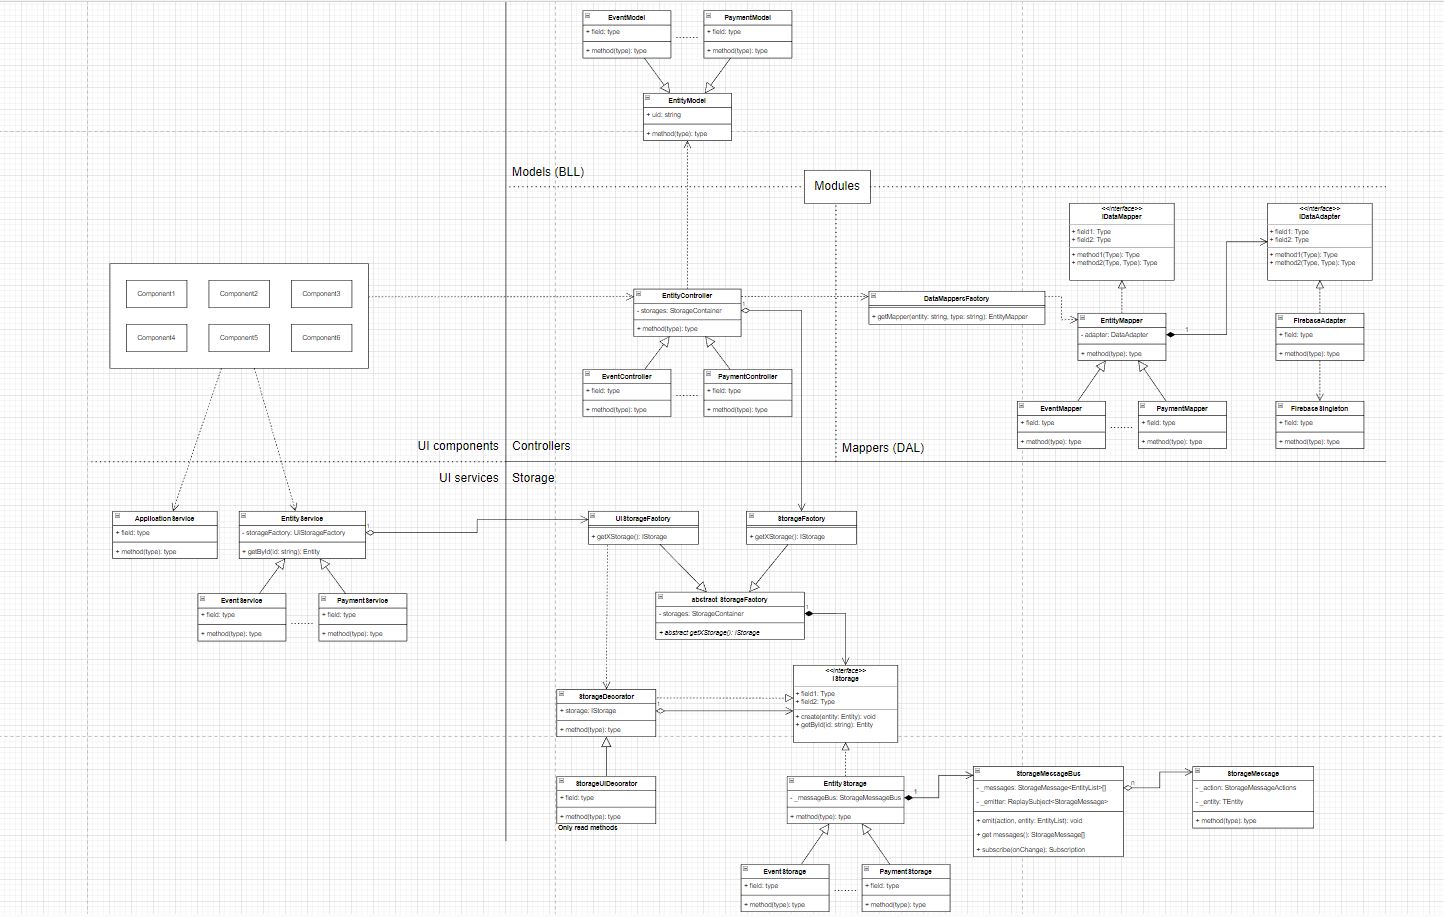 EventModel
+ field: type
+ method(type): type
........
PaymentModel
+ field: type
+ method(type): type
EntityModel
+ uid: string
+ method(type): type
Models (BLL)
Modules
<<interface>>
IDataMapper
+ field1: Type
+ field2: Type
+ method1(Type): Type
+ method2(Type, Type): Type
<<interface>>
IDataAdapter
+ field1: Type
+ field2: Type
+ method1(Type): Type
+ method2(Type, Type): Type
Component1
Component2
Component3
Component4
Component5
Component6
EntityController
- storages: StorageContainer
+ method(type): type
1
DataMappersFactory
+ getMapper(entity: string, type: string): EntityMapper
EntityMapper
- adapter: DataAdapter
+ method(type): type
1
FirebaseAdapter
+ field: type
+ method(type): type
EventController
+ field: type
+ method(type): type
........
PaymentController
+ field: type
+ method(type): type
EventMapper
+ field: type
+ method(type): type
........
PaymentMapper
+ field: type
+ method(type): type
FirebaseSingleton
+ field: type
+ method(type): type
UI components
Controllers
Mappers (DAL)
UI services
Storage
ApplicationService
+ field: type
+ method(type): type
EntityService
- storageFactory: UIStorageFactory
+ getById(id: string): Entity
1
UIStorageFactory
+ getXStorage(): IStorage
StorageFactory
+ getXStorage(): IStorage
EventService
+ field: type
+ method(type): type
........
PaymentService
+ field: type
+ method(type): type
abstract StorageFactory
- storages: StorageContainer
+ abstract getXStorage(): IStorage
1
<<interface>>
IStorage
+ field1: Type
+ field2: Type
+ create(entity: Entity): void
+ getById(id: string): Entity
StorageDecorator
+ storage: IStorage
+ method(type): type
1
StorageUIDecorator
+ field: type
+ method(type): type
Only read methods
EntityStorage
- _messageBus: StorageMessageBus
+ method(type): type
1
StorageMessageBus
- _messages: StorageMessage<EntityList>[]
- _emitter: ReplaySubject<StorageMessage>
+ emit(action, entity: EntityList): void
+ get messages(): StorageMessage[]
+ subscribe(onChange): Subscription
n
StorageMessage
- _action: StorageMessageActions
- _entity: TEntity
+ method(type): type
EventStorage
+ field: type
+ method(type): type
........
PaymentStorage
+ field: type
+ method(type): type